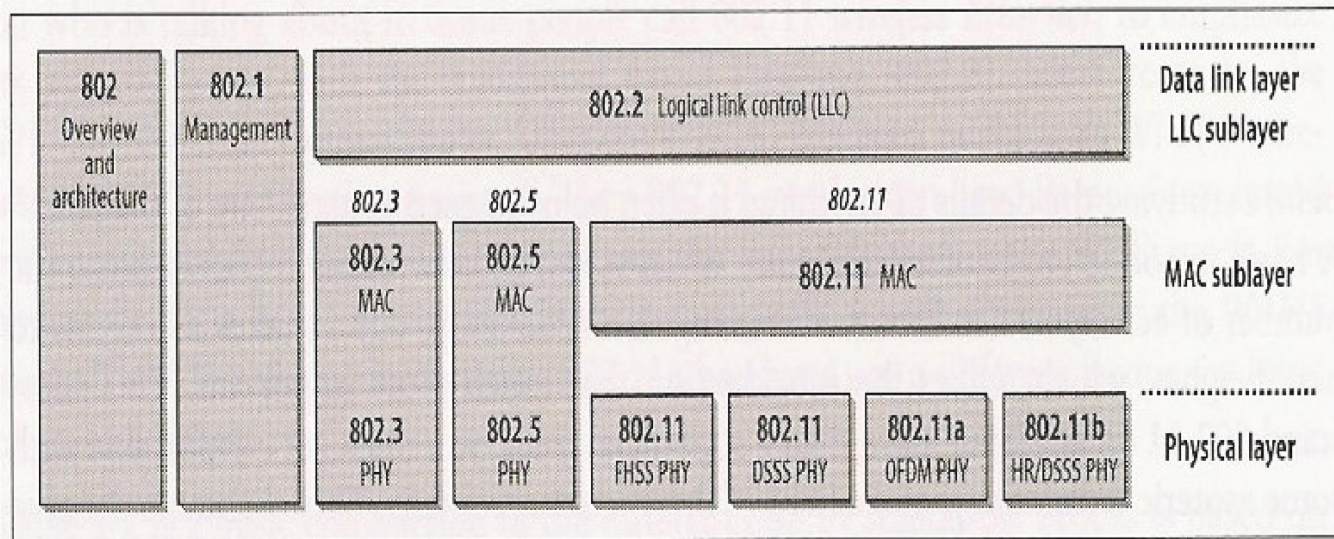 802
Overview
and
architecture
802.1
Management
802.2 Logical link control (LLC)
Data link layer
LLC sublayer
802.3
802.5
802.11
802.3
MAC
802.5
MAC
802.11 MAC
MAC sublayer
802.3
PHY
802.5
PHY
802.11
FHSS PHY
802.11
DSSS PHY
802.11a
OFDM PHY
802.11b
HR/DSSS PHY
Physical layer